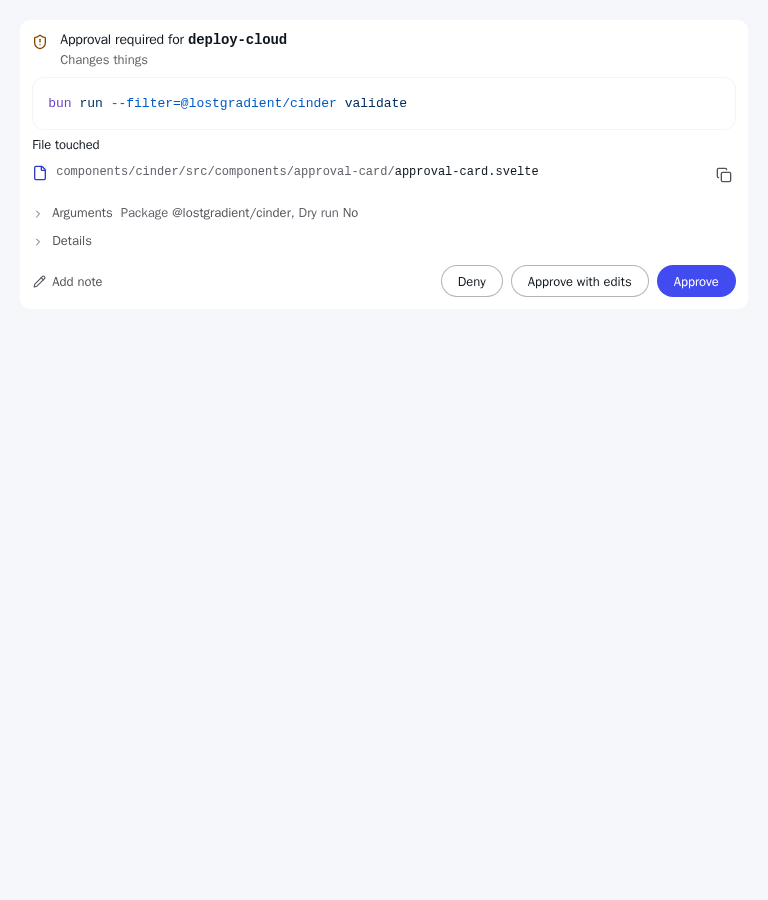 Approval required for deploy-cloud
Changes things
bun run --filter=@lostgradient/cinder validate
File touched
components/cinder/src/components/approval-card/approval-card.svelte
Arguments Package @lostgradient/cinder, Dry run No
Details
Add note Deny Approve with edits Approve